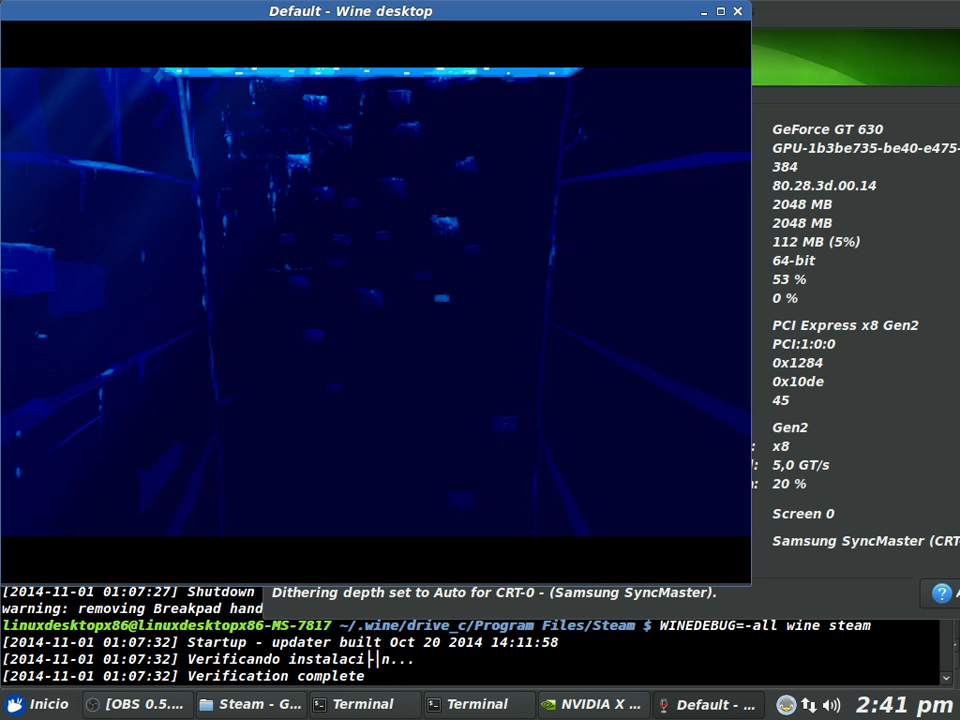 Default - Wine desktop
GeForce GT 630
GPU-1b3be735-be40-e475-
384
80.28.3d.00.14
2048 MB
2048 MB
112 MB (5%)
64-bit
53 %
0 %
PCI Express x8 Gen2
PCI:1:0:0
0x1284
0x10de
45
Gen2
: x8
: 5,0 GT/s
: 20 %
Screen 0
Samsung SyncMaster (CRT-
[2014-11-01 01:07:27] Shutdown
Dithering depth set to Auto for CRT-0 - (Samsung SyncMaster).
warning: removing Breakpad hand
linuxdesktopx86@linuxdesktopx86-MS-7817 ~/.wine/drive_c/Program Files/Steam $ WINEDEBUG=-all wine steam
[2014-11-01 01:07:32] Startup - updater built Oct 20 2014 14:11:58
[2014-11-01 01:07:32] Verificando instalaci├│n...
[2014-11-01 01:07:32] Verification complete
Inicio
[OBS 0.5....
Steam - G...
Terminal
Terminal
NVIDIA X ...
Default - ...
2:41 pm